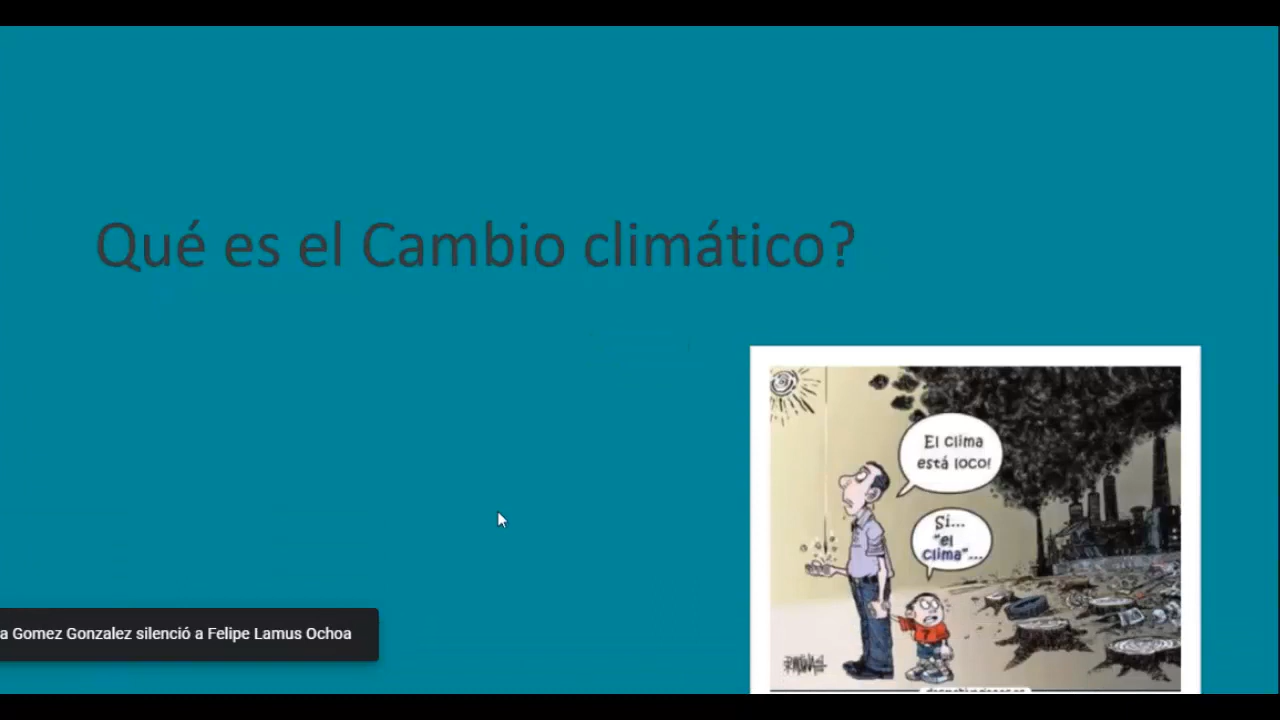 Qué es el Cambio climático?
El clima
está loco!
Si...
"el
clima"...
a Gomez Gonzalez silenció a Felipe Lamus Ochoa